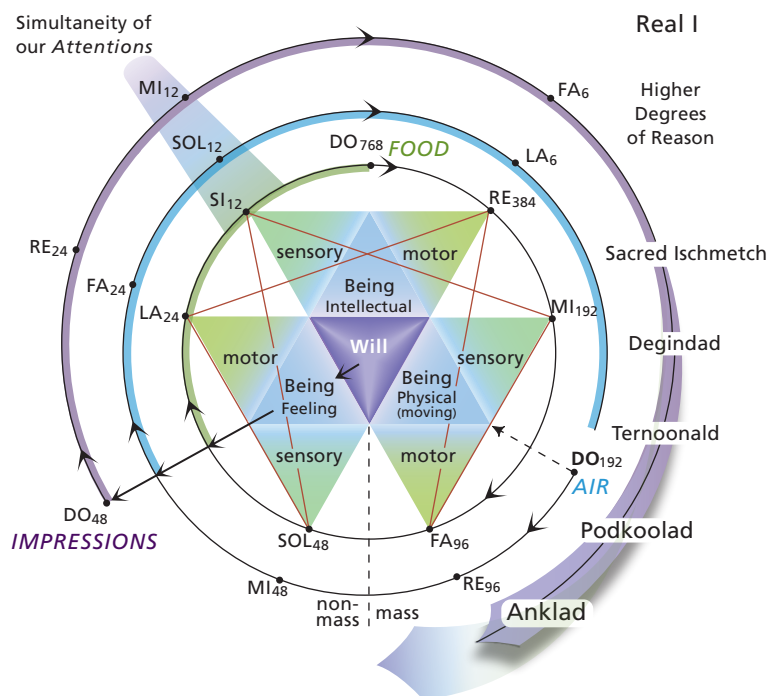 Simultaneity of
our Attentions
Real I
MI12
FA6
Higher
Degrees
of Reason
SOL12
DO768 FOOD
LA6
SI12
RE384
RE24
sensory
motor
Sacred Ischmetch
FA24
Being
Intellectual
LA24
MI192
Will
Degindad
motor
sensory
Being
Feeling
Being
Physical
(moving)
Ternoonald
sensory
motor
DO192
AIR
DO48
IMPRESSIONS
SOL48
FA96
Podkoolad
MI48
RE96
non-
mass
mass
Anklad